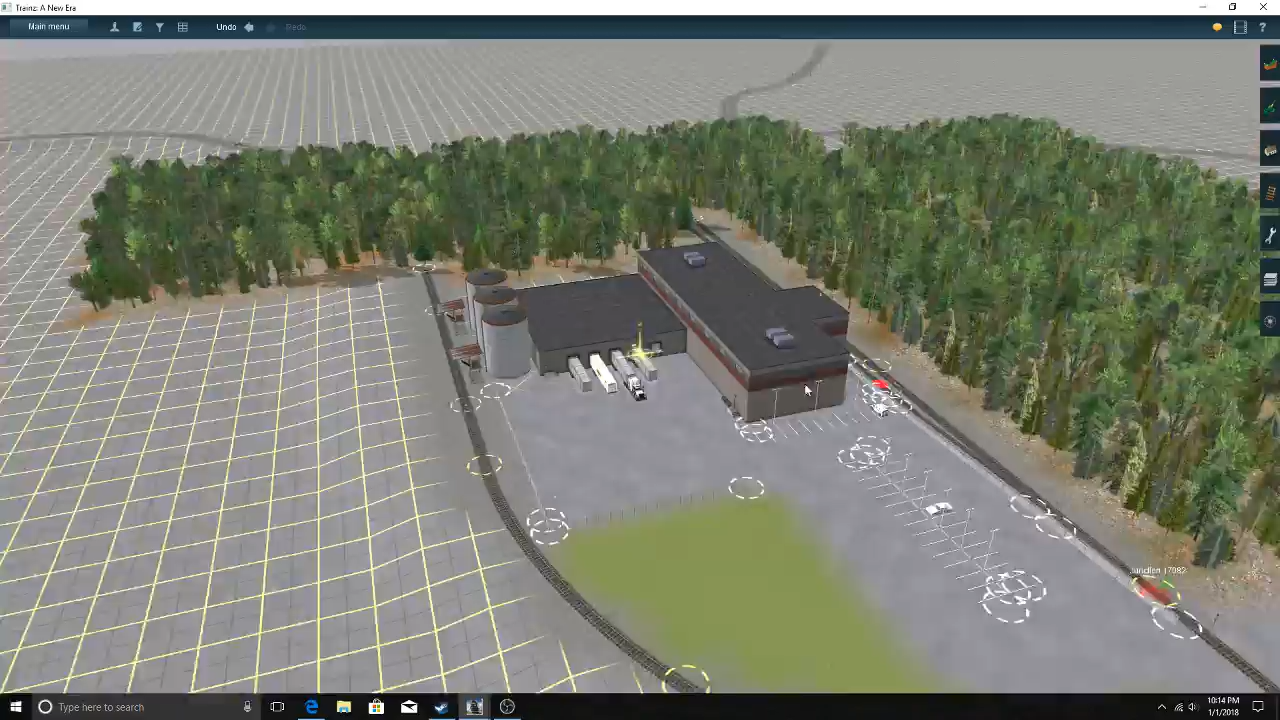 Trainz: A New Era
Main menu
Undo
Redo
Type here to search
10:14 PM
1/1/2018